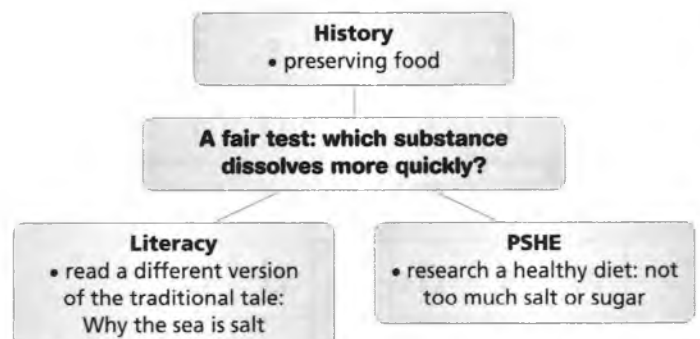 History
• preserving food
A fair test: which substance
dissolves more quickly?
Literacy
• read a different version
of the traditional tale:
Why the sea is salt
PSHE
• research a healthy diet: not
too much salt or sugar